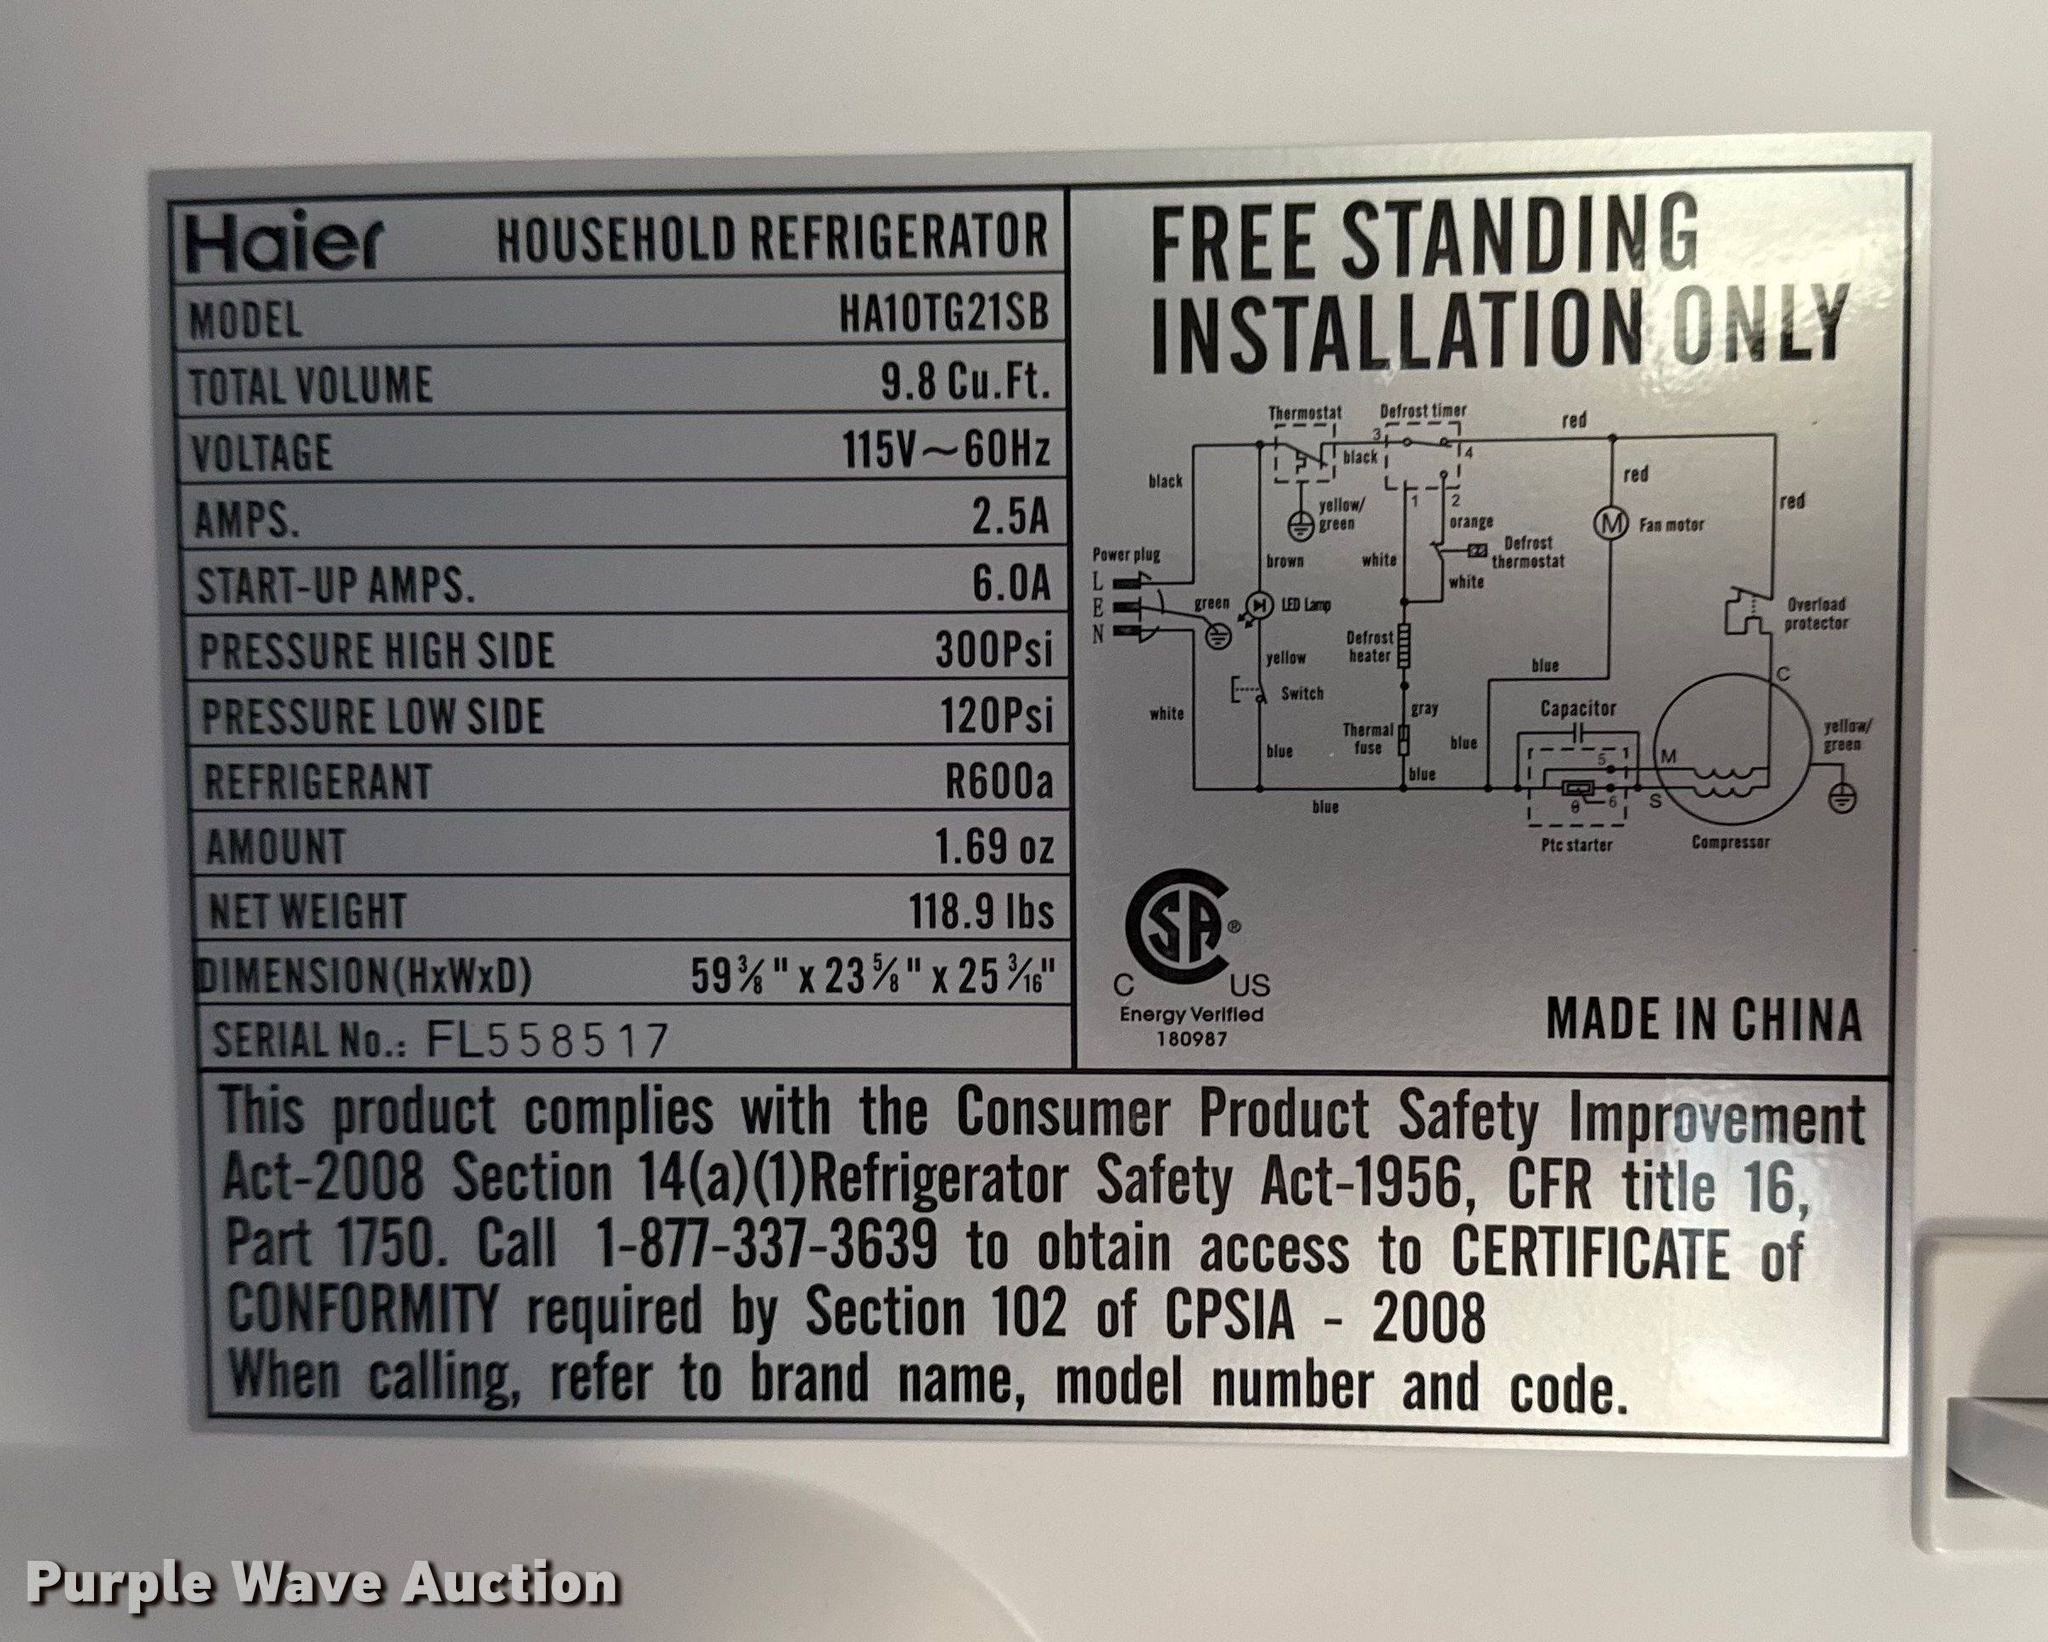 Haier HOUSEHOLD REFRIGERATOR
MODEL HA10TG21SB
TOTAL VOLUME 9.8 Cu.Ft.
VOLTAGE 115V~60Hz
AMPS. 2.5A
START-UP AMPS. 6.0A
PRESSURE HIGH SIDE 300Psi
PRESSURE LOW SIDE 120Psi
REFRIGERANT R600a
AMOUNT 1.69 oz
NET WEIGHT 118.9 lbs
DIMENSION(HxWxD) 59⅜" x 23⅝" x 25 3/16"
SERIAL No.: FL558517
FREE STANDING
INSTALLATION ONLY
Thermostat
Defrost timer
red
3
black
4
black
red
red
1
2
yellow/
green
orange
M
Fan motor
Power plug
brown
white
Defrost
thermostat
white
L
E
N
green
LED Lamp
Overload
protector
Defrost
heater
yellow
blue
C
Switch
white
gray
Capacitor
Thermal
fuse
blue
blue
yellow/
green
5
M
blue
blue
θ
6
S
Ptc starter
Compressor
CSA®
C US
Energy Verified
180987
MADE IN CHINA
This product complies with the Consumer Product Safety Improvement
Act-2008 Section 14(a)(1)Refrigerator Safety Act-1956, CFR title 16,
Part 1750. Call 1-877-337-3639 to obtain access to CERTIFICATE of
CONFORMITY required by Section 102 of CPSIA - 2008
When calling, refer to brand name, model number and code.
Purple Wave Auction